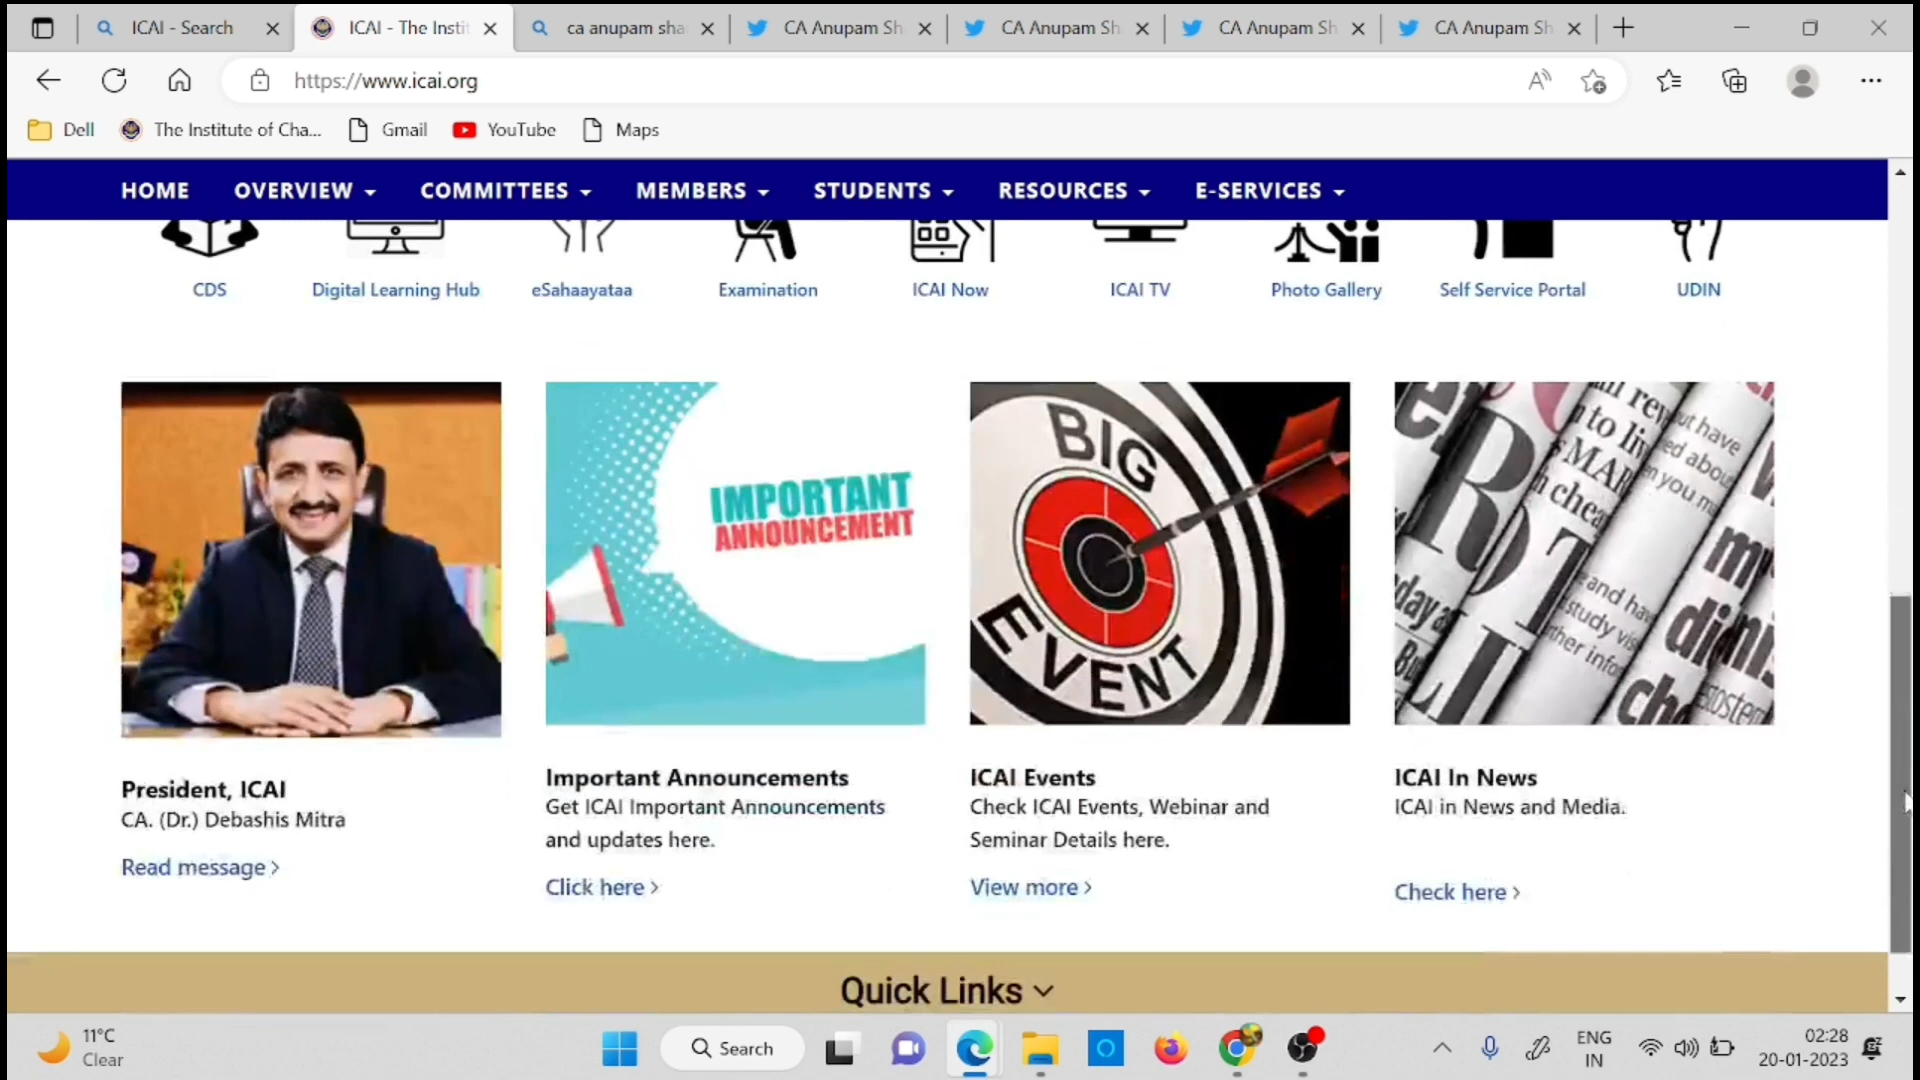 ICAI - Search
ICAI - The Instit
ca anupam sha
CA Anupam Sh
CA Anupam Sh
CA Anupam Sh
CA Anupam Sh
https://www.icai.org
Dell
The Institute of Cha...
Gmail
YouTube
Maps
HOME
OVERVIEW
COMMITTEES
MEMBERS
STUDENTS
RESOURCES
E-SERVICES
CDS
Digital Learning Hub
eSahaayataa
Examination
ICAI Now
ICAI TV
Photo Gallery
Self Service Portal
UDIN
IMPORTANT
ANNOUNCEMENT
BIG
EVENT
President, ICAI
CA. (Dr.) Debashis Mitra
Read message >
Important Announcements
Get ICAI Important Announcements
and updates here.
Click here >
ICAI Events
Check ICAI Events, Webinar and
Seminar Details here.
View more >
ICAI In News
ICAI in News and Media.
Check here >
Quick Links
11°C
Clear
Search
ENG
IN
02:28
20-01-2023